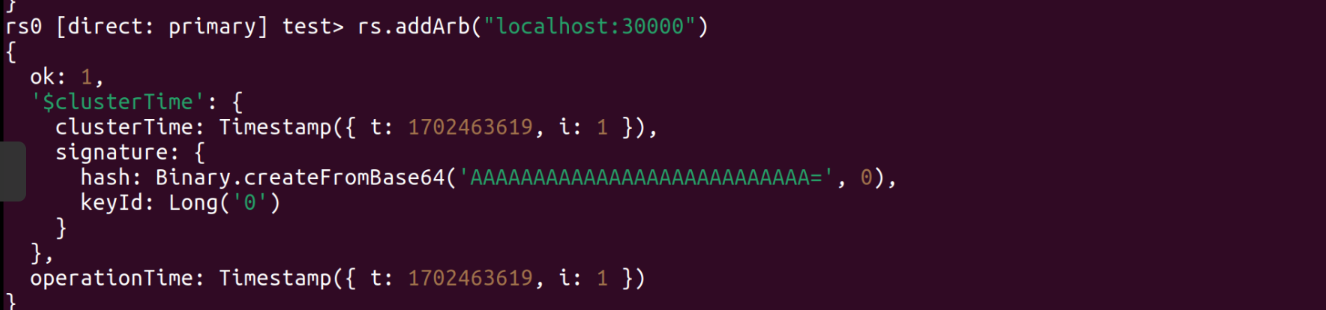 }
rs0 [direct: primary] test> rs.addArb("localhost:30000")
{
  ok: 1,
  '$clusterTime': {
    clusterTime: Timestamp({ t: 1702463619, i: 1 }),
    signature: {
      hash: Binary.createFromBase64('AAAAAAAAAAAAAAAAAAAAAAAAAAA=', 0),
      keyId: Long('0')
    }
  },
  operationTime: Timestamp({ t: 1702463619, i: 1 })
}